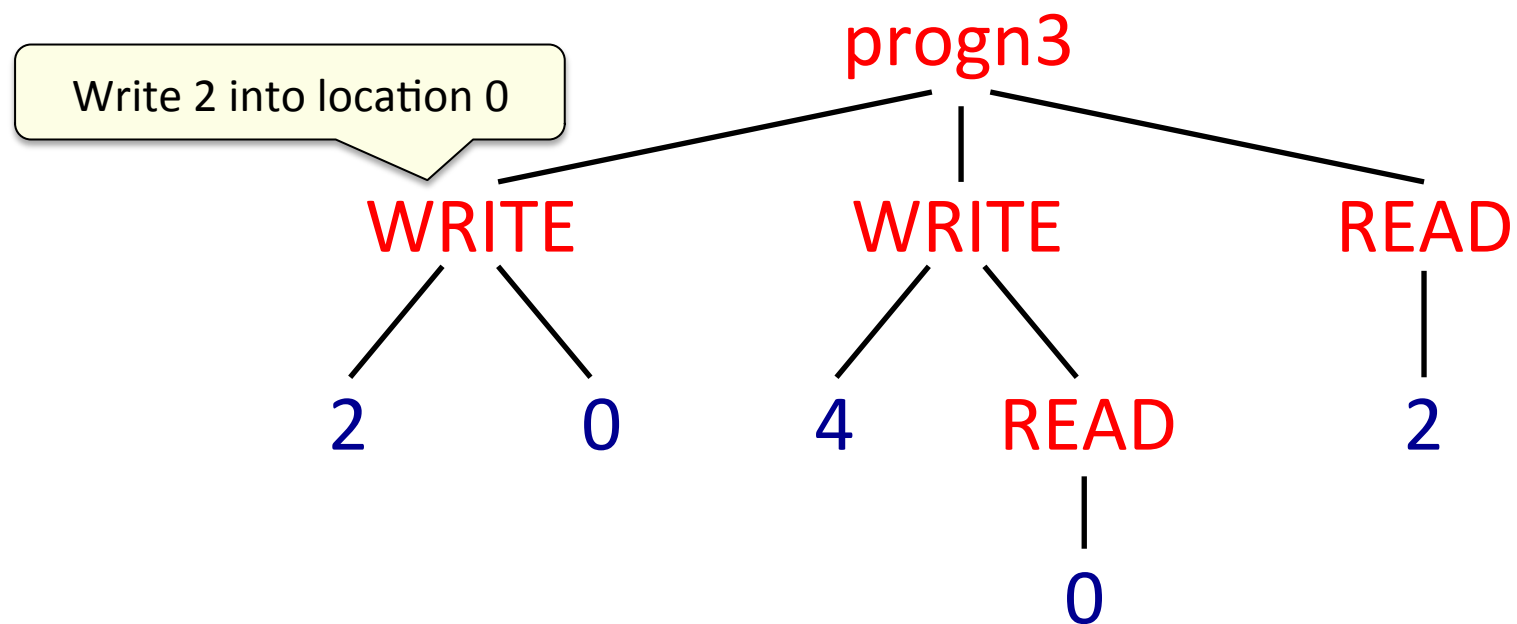 progn3
Write 2 into location 0
WRITE WRITE READ
2 0 4 READ 2
0